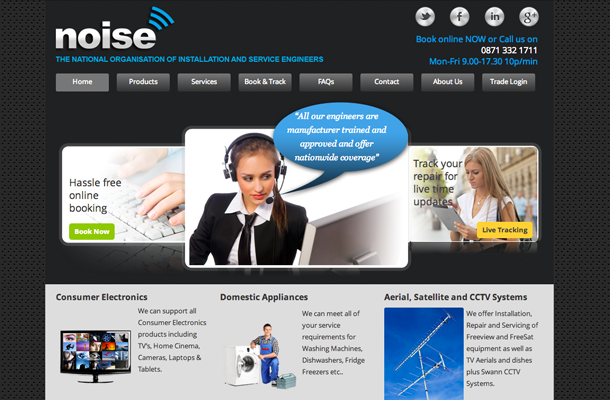 noise
THE NATIONAL ORGANISATION OF INSTALLATION AND SERVICE ENGINEERS
Book online NOW or Call us on
0871 332 1711
Mon-Fri 9.00-17.30 10p/min
Home Products Services Book & Track FAQs Contact About Us Trade Login
Hassle free
online
booking
Book Now
"All our engineers are
manufacturer trained and
approved and offer
nationwide coverage"
Track your
repair for
live time
updates
Live Tracking
Consumer Electronics
We can support all
Consumer Electronics
products including
TV's, Home Cinema,
Cameras, Laptops &
Tablets.
Domestic Appliances
We can meet all of
your service
requirements for
Washing Machines,
Dishwashers, Fridge
Freezers etc..
Aerial, Satellite and CCTV Systems
We offer Installation,
Repair and Servicing of
Freeview and FreeSat
equipment as well as
TV Aerials and dishes
plus Swann CCTV
Systems.